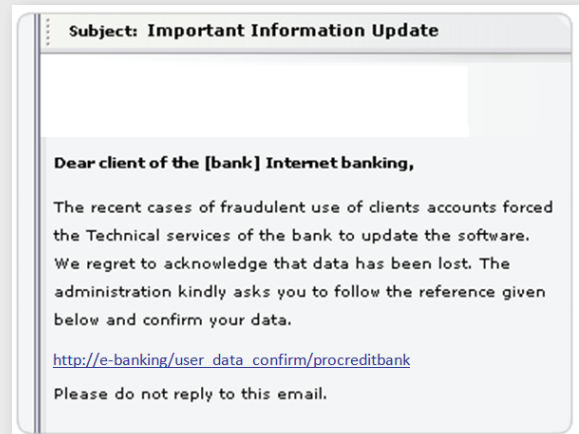 Subject: Important Information Update
Dear client of the [bank] Internet banking,
The recent cases of fraudulent use of clients accounts forced
the Technical services of the bank to update the software.
We regret to acknowledge that data has been lost. The
administration kindly asks you to follow the reference given
below and confirm your data.
http://e-banking/user_data_confirm/procreditbank
Please do not reply to this email.